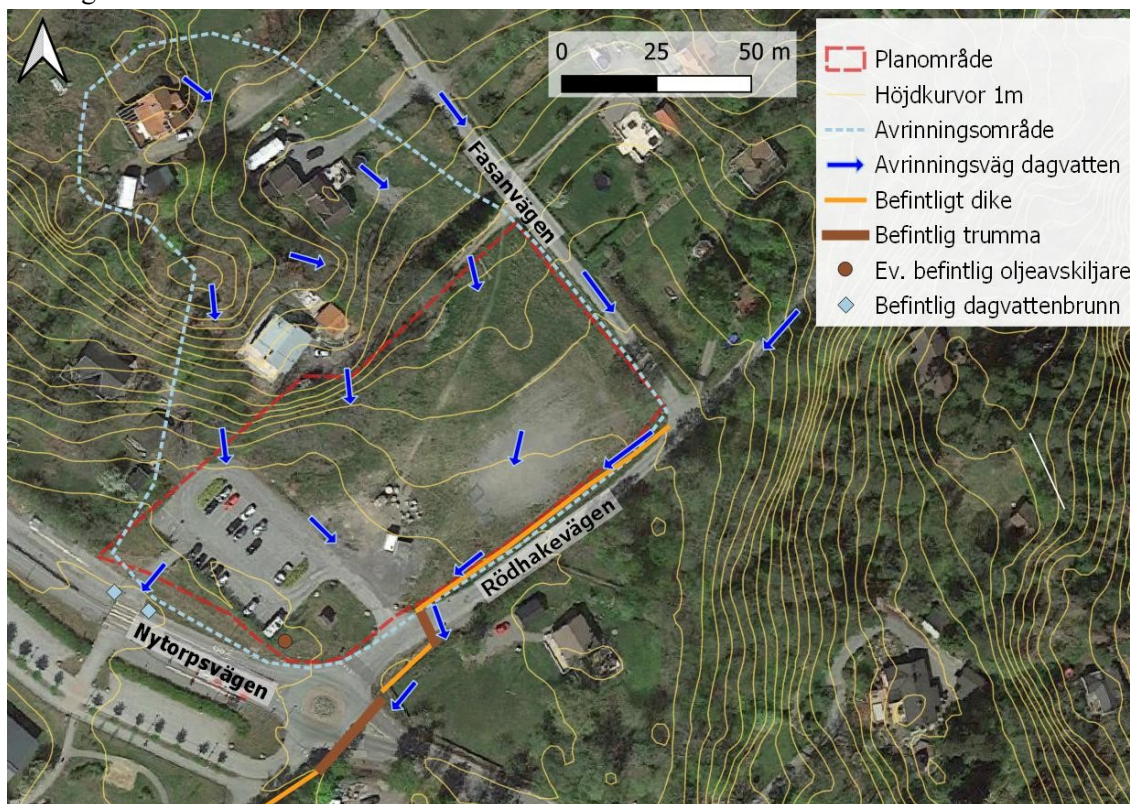 0 25 50 m
Planområde
Höjdkurvor 1m
Avrinningsområde
Avrinningsväg dagvatten
Befintligt dike
Befintlig trumma
Ev. befintlig oljeavskiljare
Befintlig dagvattenbrunn
Fasanvägen
Rödhakevägen
Nytorpsvägen